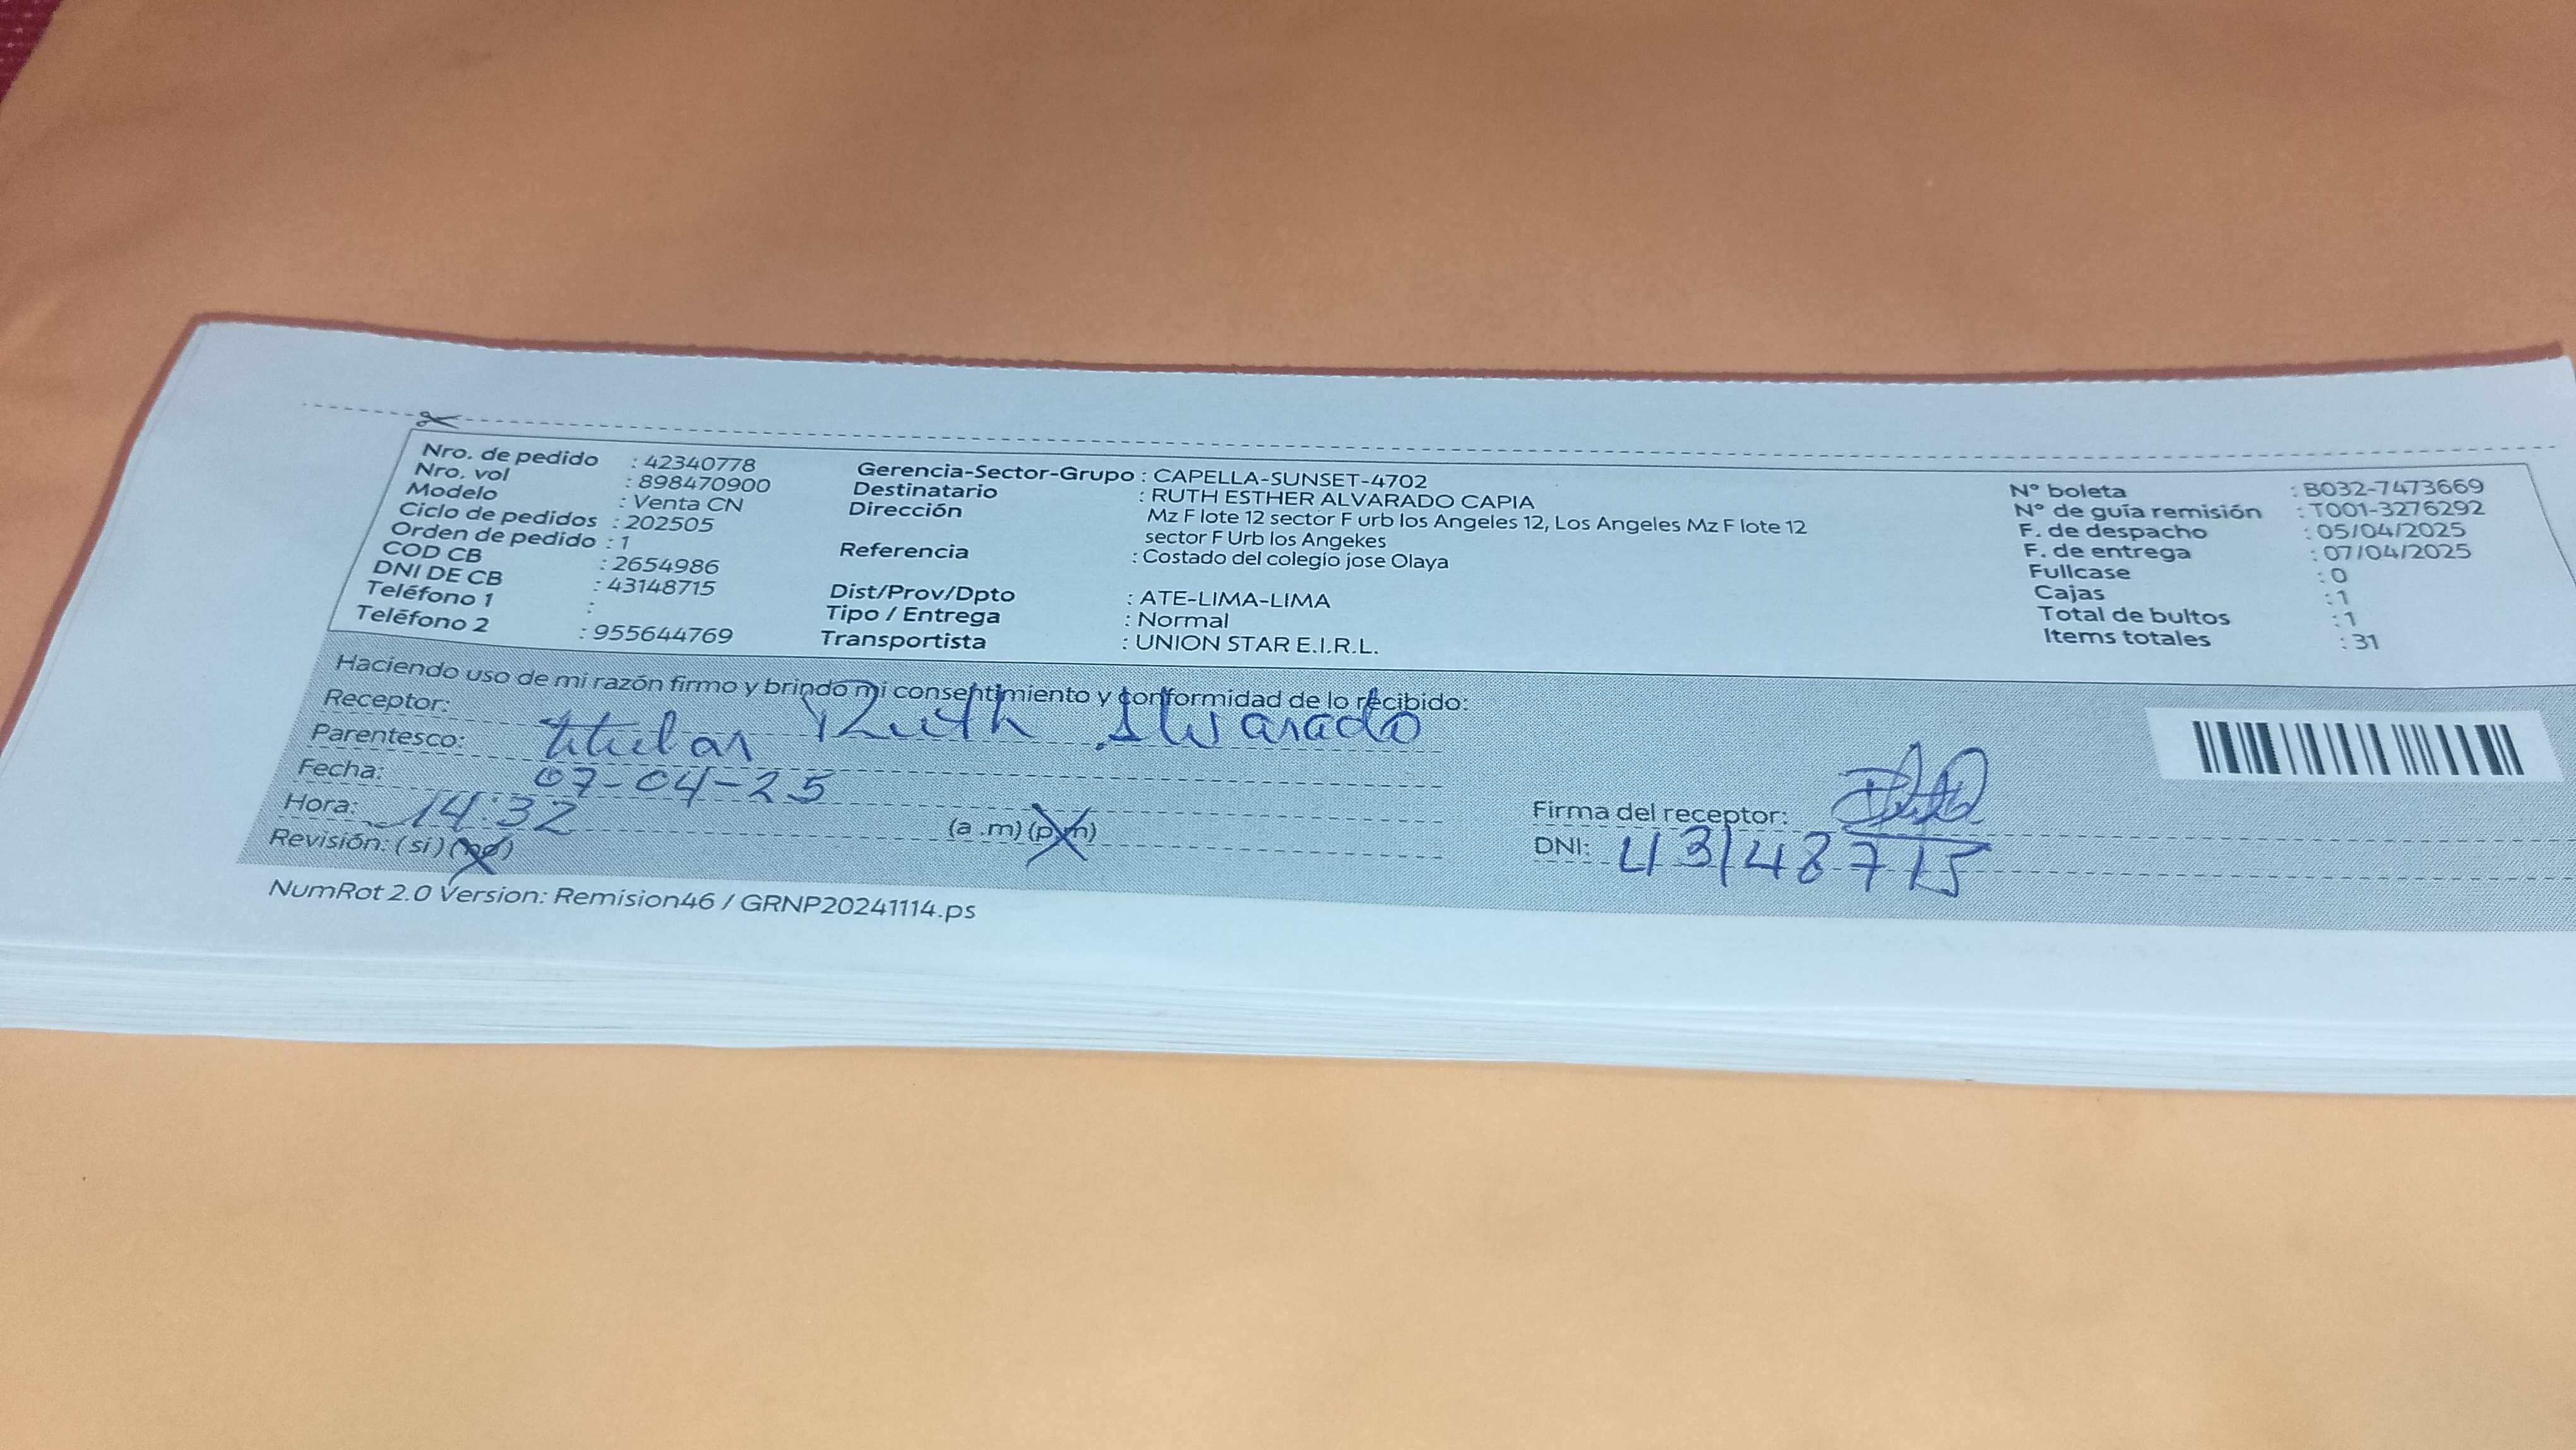 Nro. de pedido : 42340778
Nro. vol : 898470900
Modelo : Venta CN
Ciclo de pedidos : 202505
Orden de pedido : 1
COD CB : 2654986
DNI DE CB : 43148715
Teléfono 1 :
Teléfono 2 : 955644769
Gerencia-Sector-Grupo : CAPELLA-SUNSET-4702
Destinatario : RUTH ESTHER ALVARADO CAPIA
Dirección Mz F lote 12 sector F urb los Angeles 12, Los Angeles Mz F lote 12
sector F Urb los Angekes
Referencia : Costado del colegio jose Olaya
Dist/Prov/Dpto : ATE-LIMA-LIMA
Tipo / Entrega : Normal
Transportista : UNION STAR E.I.R.L.
N° boleta : B032-7473669
N° de guía remisión : T001-3276292
F. de despacho : 05/04/2025
F. de entrega : 07/04/2025
Fullcase : 0
Cajas : 1
Total de bultos : 1
Items totales : 31
Haciendo uso de mi razón firmo y brindo mi consentimiento y conformidad de lo recibido:
Receptor: Ruth Alvarado
Parentesco: titular
Fecha: 07-04-25
Hora: 14:32 (a .m) (p.m)
Revisión: (si) (no)
Firma del receptor:
DNI: 43148715
NumRot 2.0 Version: Remision46 / GRNP20241114.ps